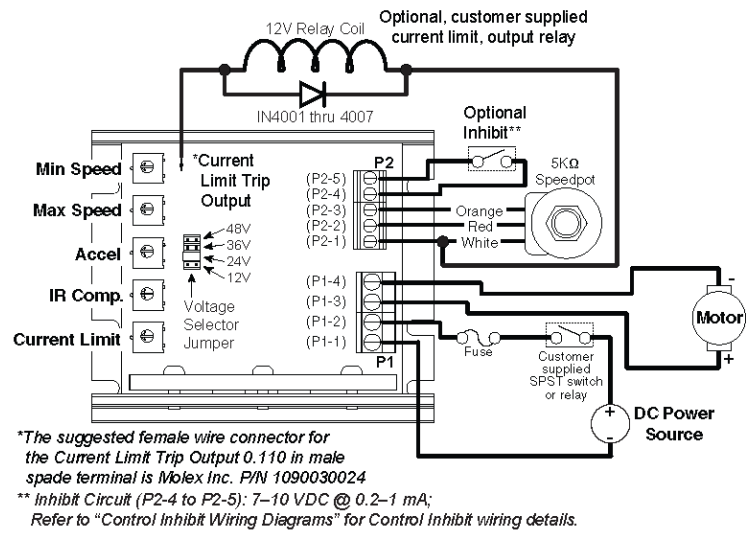 12V Relay Coil
Optional, customer supplied
current limit, output relay
IN4001 thru 4007
Optional
Inhibit**
5KΩ
Speedpot
Min Speed
Max Speed
Accel
IR Comp.
Current Limit
*Current
Limit Trip
Output
48V
36V
24V
12V
Voltage
Selector
Jumper
P2
(P2-5)
(P2-4)
(P2-3)
(P2-2)
(P2-1)
Orange
Red
White
(P1-4)
(P1-3)
(P1-2)
(P1-1)
P1
Fuse
Customer
supplied
SPST switch
or relay
-
Motor
+
+
-
DC Power
Source
*The suggested female wire connector for
the Current Limit Trip Output 0.110 in male
spade terminal is Molex Inc. P/N 1090030024
** Inhibit Circuit (P2-4 to P2-5): 7–10 VDC @ 0.2–1 mA;
Refer to “Control Inhibit Wiring Diagrams” for Control Inhibit wiring details.